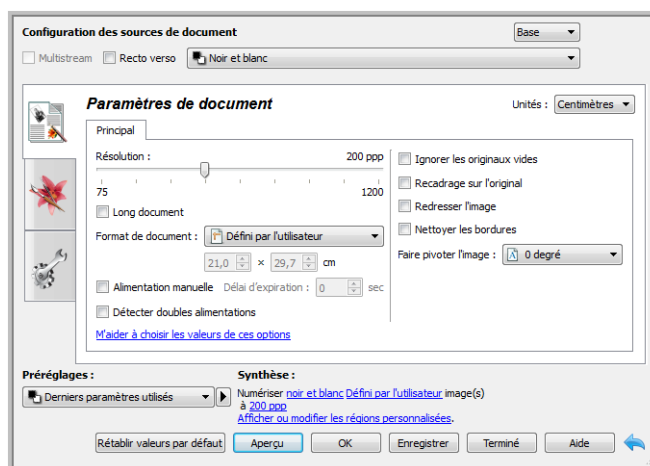 Configuration des sources de document
Base
Multistream
Recto verso
Noir et blanc
Paramètres de document
Unités :
Centimètres
Principal
Résolution :
200 ppp
75
1200
Long document
Format de document :
Défini par l'utilisateur
21,0 × 29,7 cm
Alimentation manuelle
Délai d'expiration :
0
sec
Détecter doubles alimentations
M'aider à choisir les valeurs de ces options
Ignorer les originaux vides
Recadrage sur l'original
Redresser l'image
Nettoyer les bordures
Faire pivoter l'image :
0 degré
Préréglages :
Derniers paramètres utilisés
Synthèse :
Numériser noir et blanc Défini par l'utilisateur image(s)
à 200 ppp
Afficher ou modifier les régions personnalisées.
Rétablir valeurs par défaut
Aperçu
OK
Enregistrer
Terminé
Aide